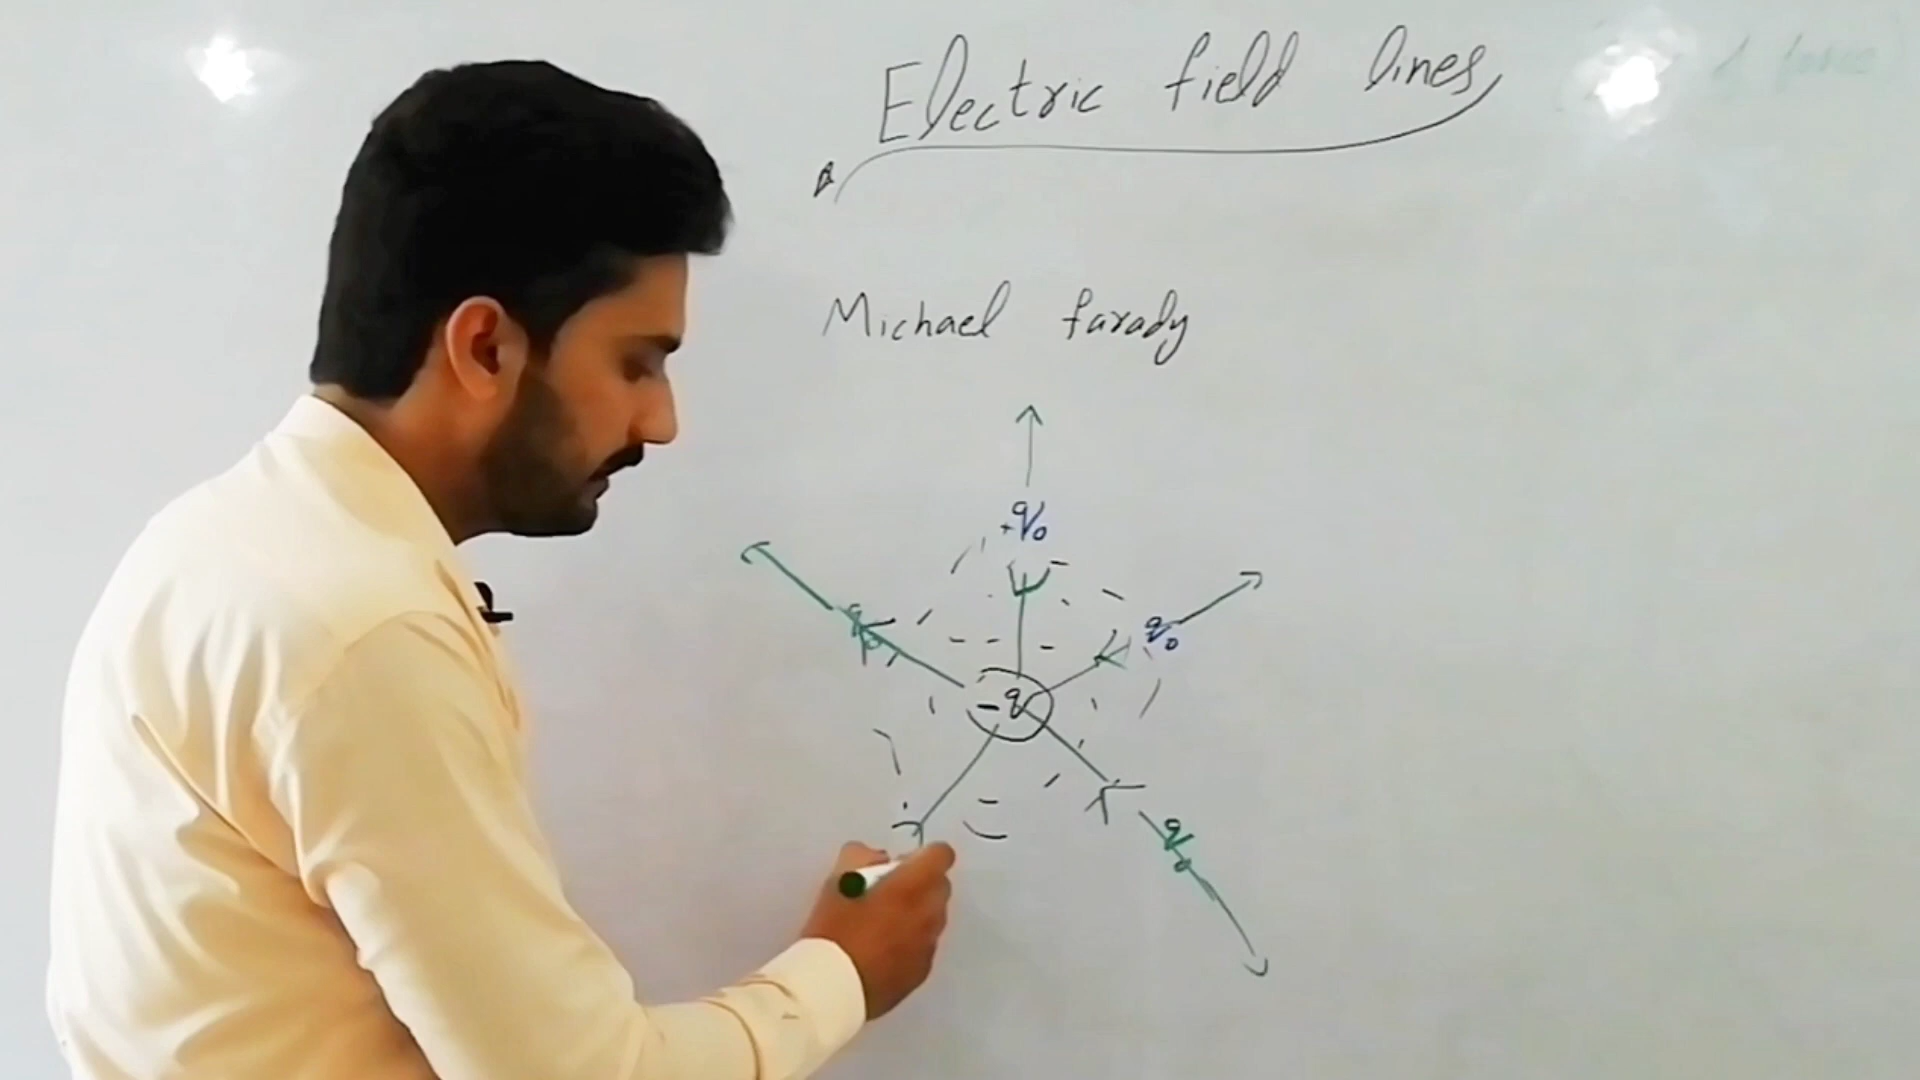 Electric field lines
Michael farady
+q₀
q₀
q₀
-q
q₀